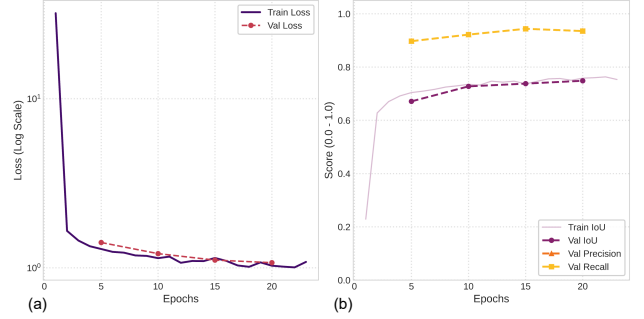 Train Loss
Val Loss
10¹
10⁰
Loss (Log Scale)
0
5
10
15
20
Epochs
(a)
1.0
0.8
0.6
0.4
0.2
0.0
Score (0.0 - 1.0)
Train IoU
Val IoU
Val Precision
Val Recall
0
5
10
15
20
Epochs
(b)